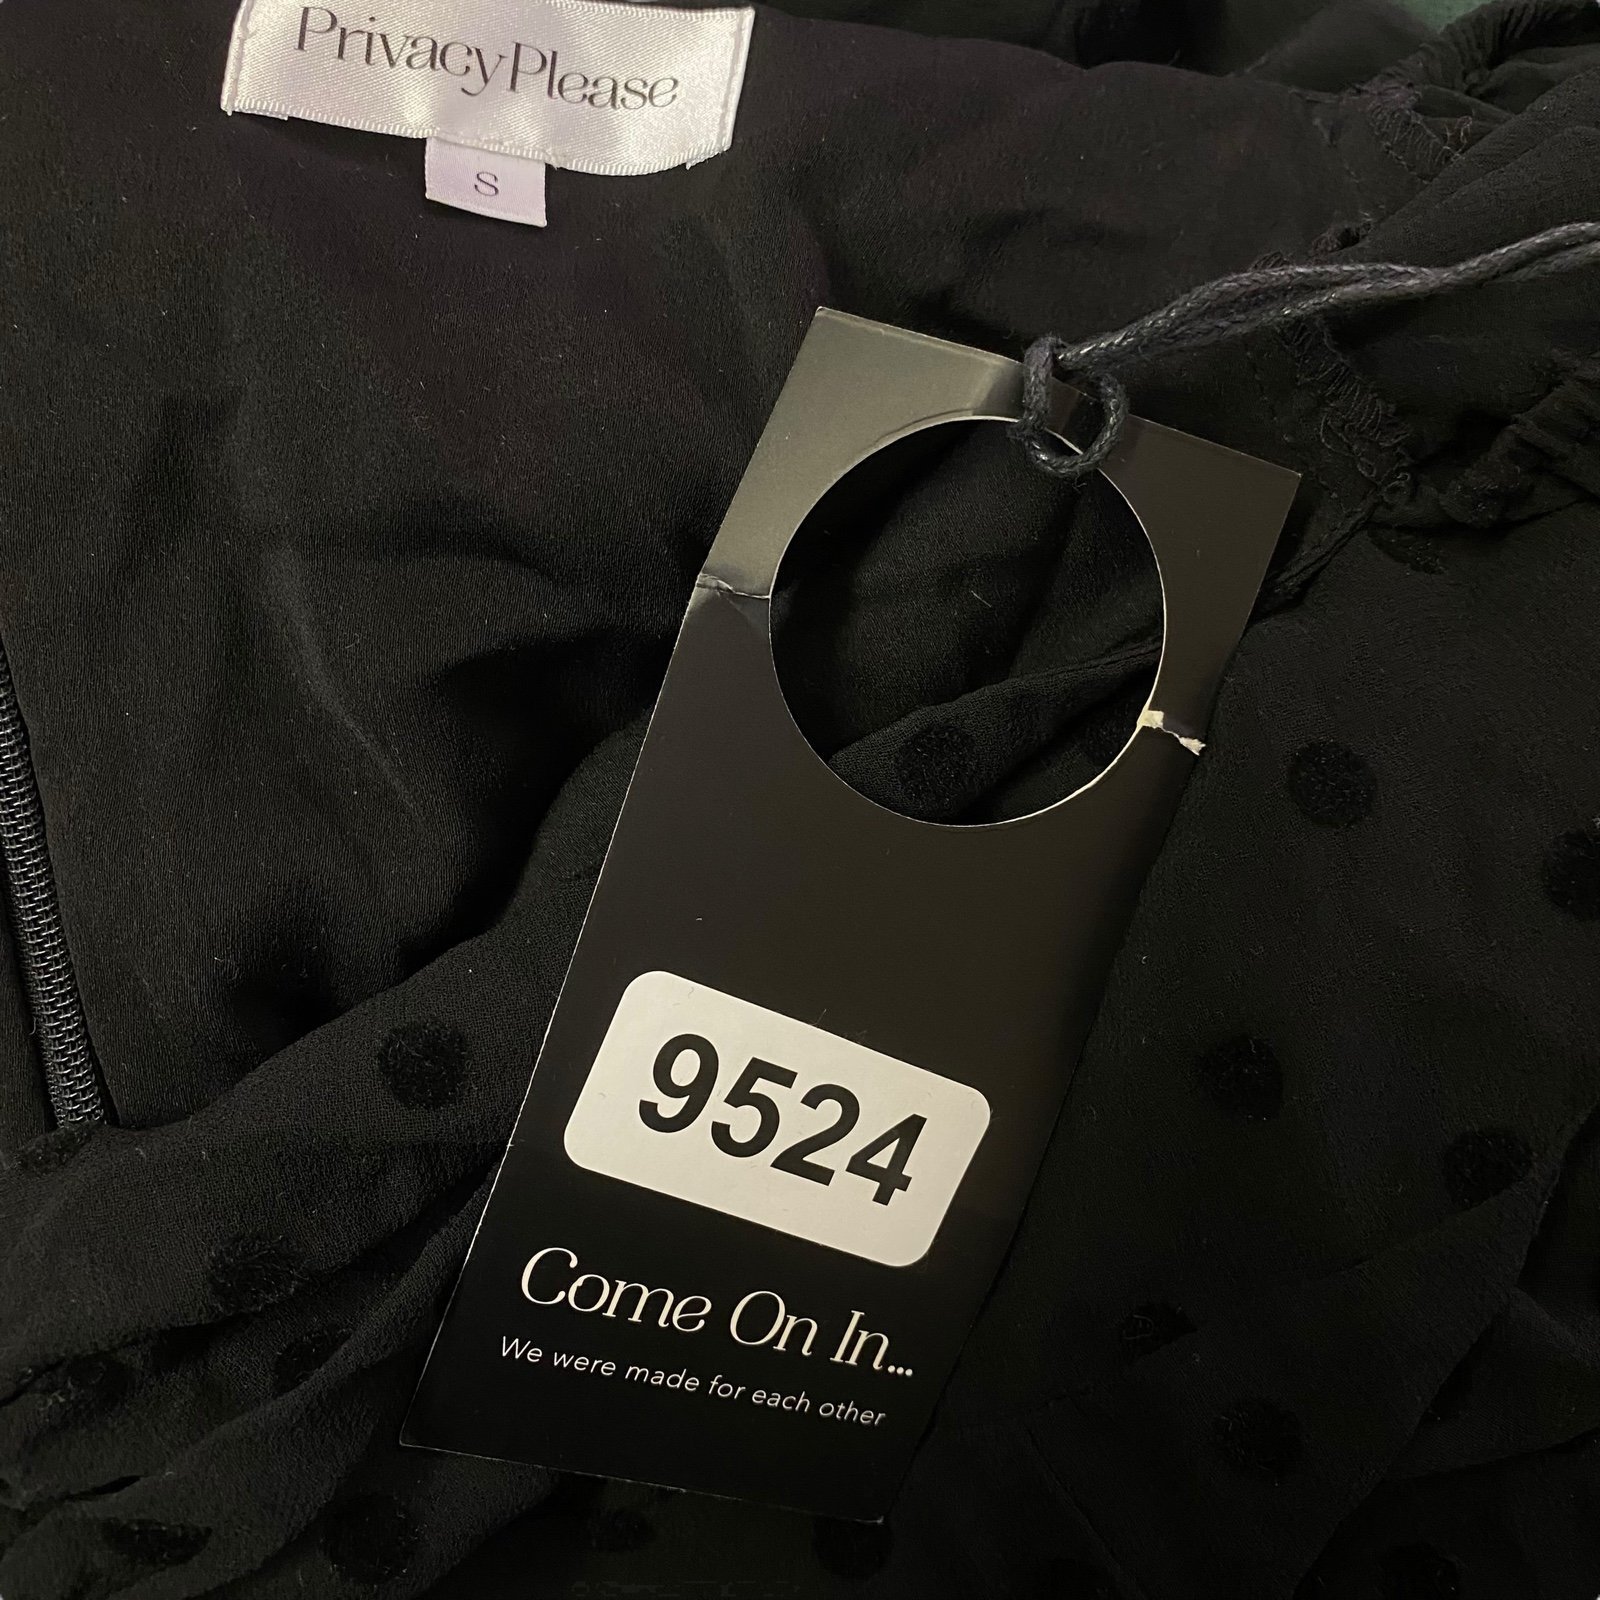 PrivacyPlease
S
9524
Come On In...
We were made for each other